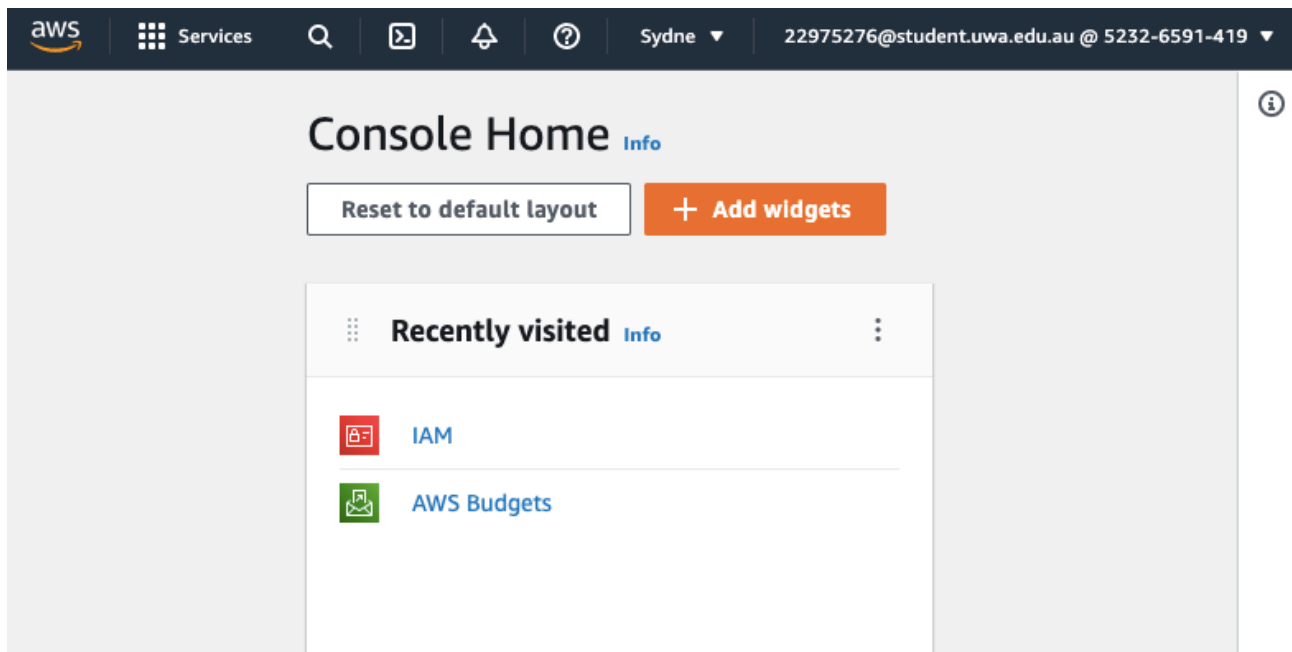 aws Services Sydne 22975276@student.uwa.edu.au @ 5232-6591-419
Console Home Info
Reset to default layout + Add widgets
Recently visited Info
IAM
AWS Budgets